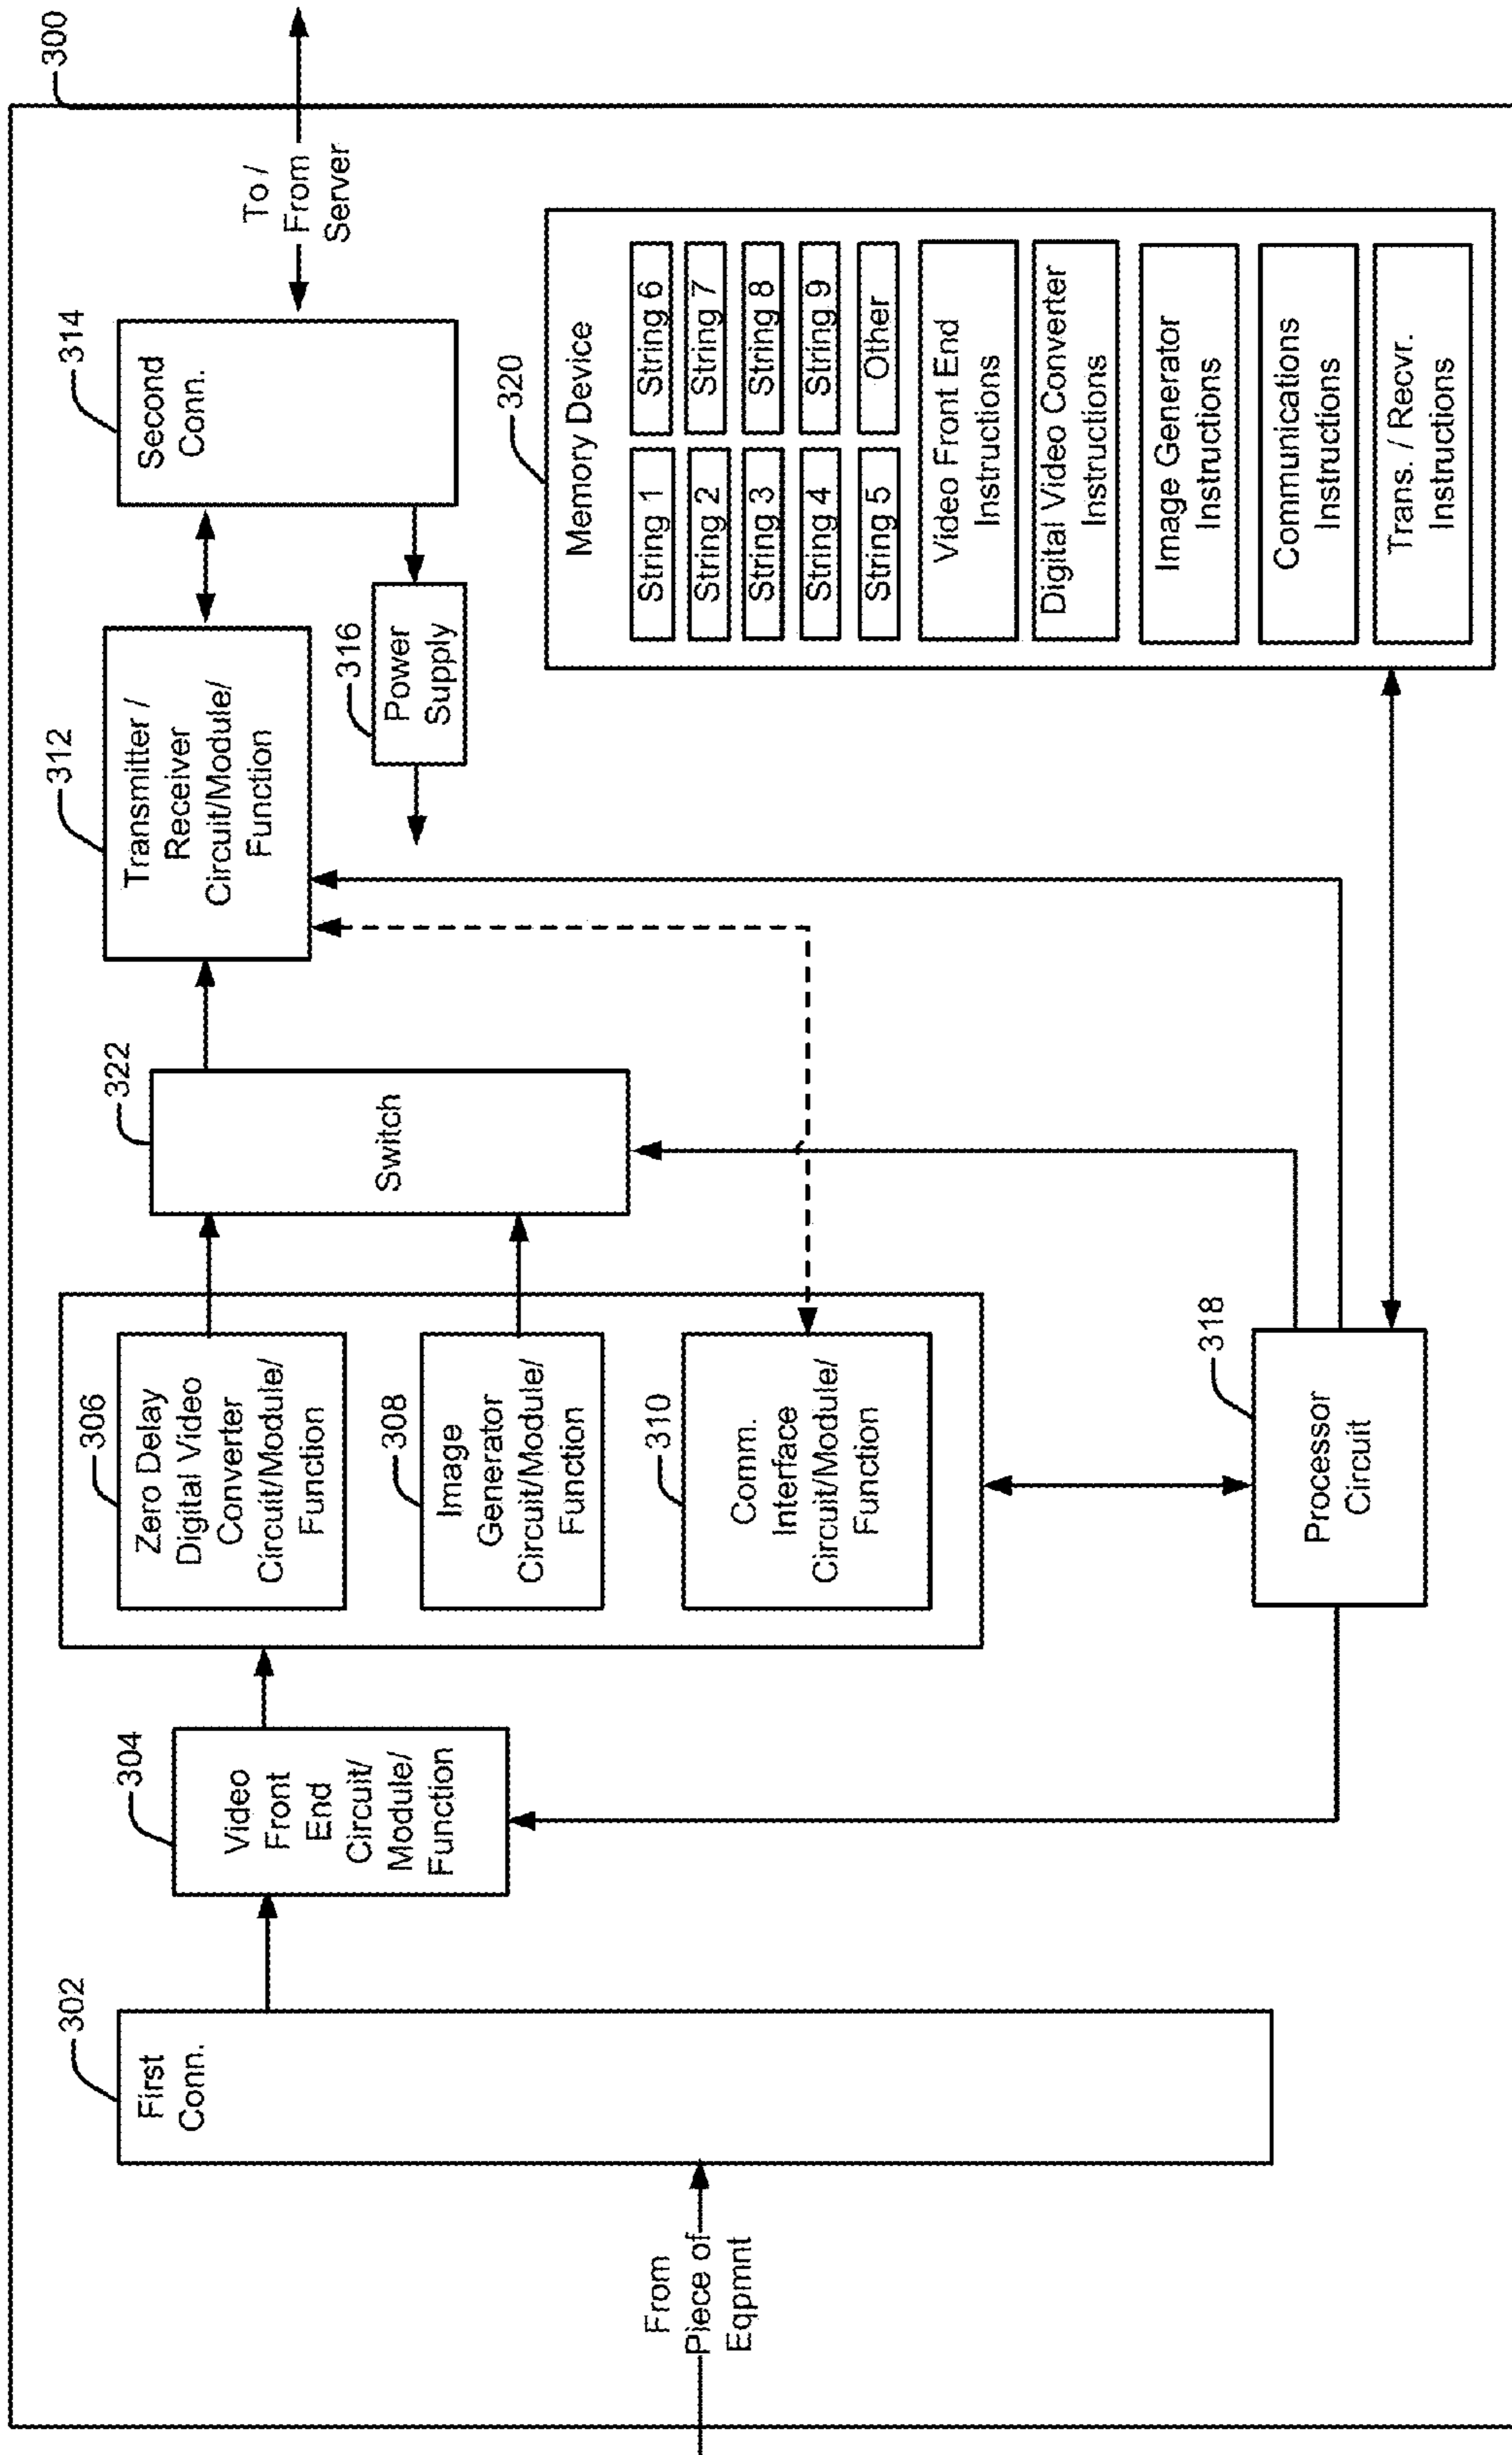 300
302
First
Conn.
From
Piece of
Eqpmnt
304
Video
Front
End
Circuit/
Module/
Function
306
Zero Delay
Digital Video
Converter
Circuit/Module/
Function
308
Image
Generator
Circuit/Module/
Function
310
Comm.
Interface
Circuit/Module/
Function
322
Switch
312
Transmitter /
Receiver
Circuit/Module/
Function
314
Second
Conn.
To /
From
Server
316
Power
Supply
318
Processor
Circuit
320
Memory Device
String 1
String 6
String 2
String 7
String 3
String 8
String 4
String 9
String 5
Other
Video Front End
Instructions
Digital Video Converter
Instructions
Image Generator
Instructions
Communications
Instructions
Trans. / Recvr.
Instructions